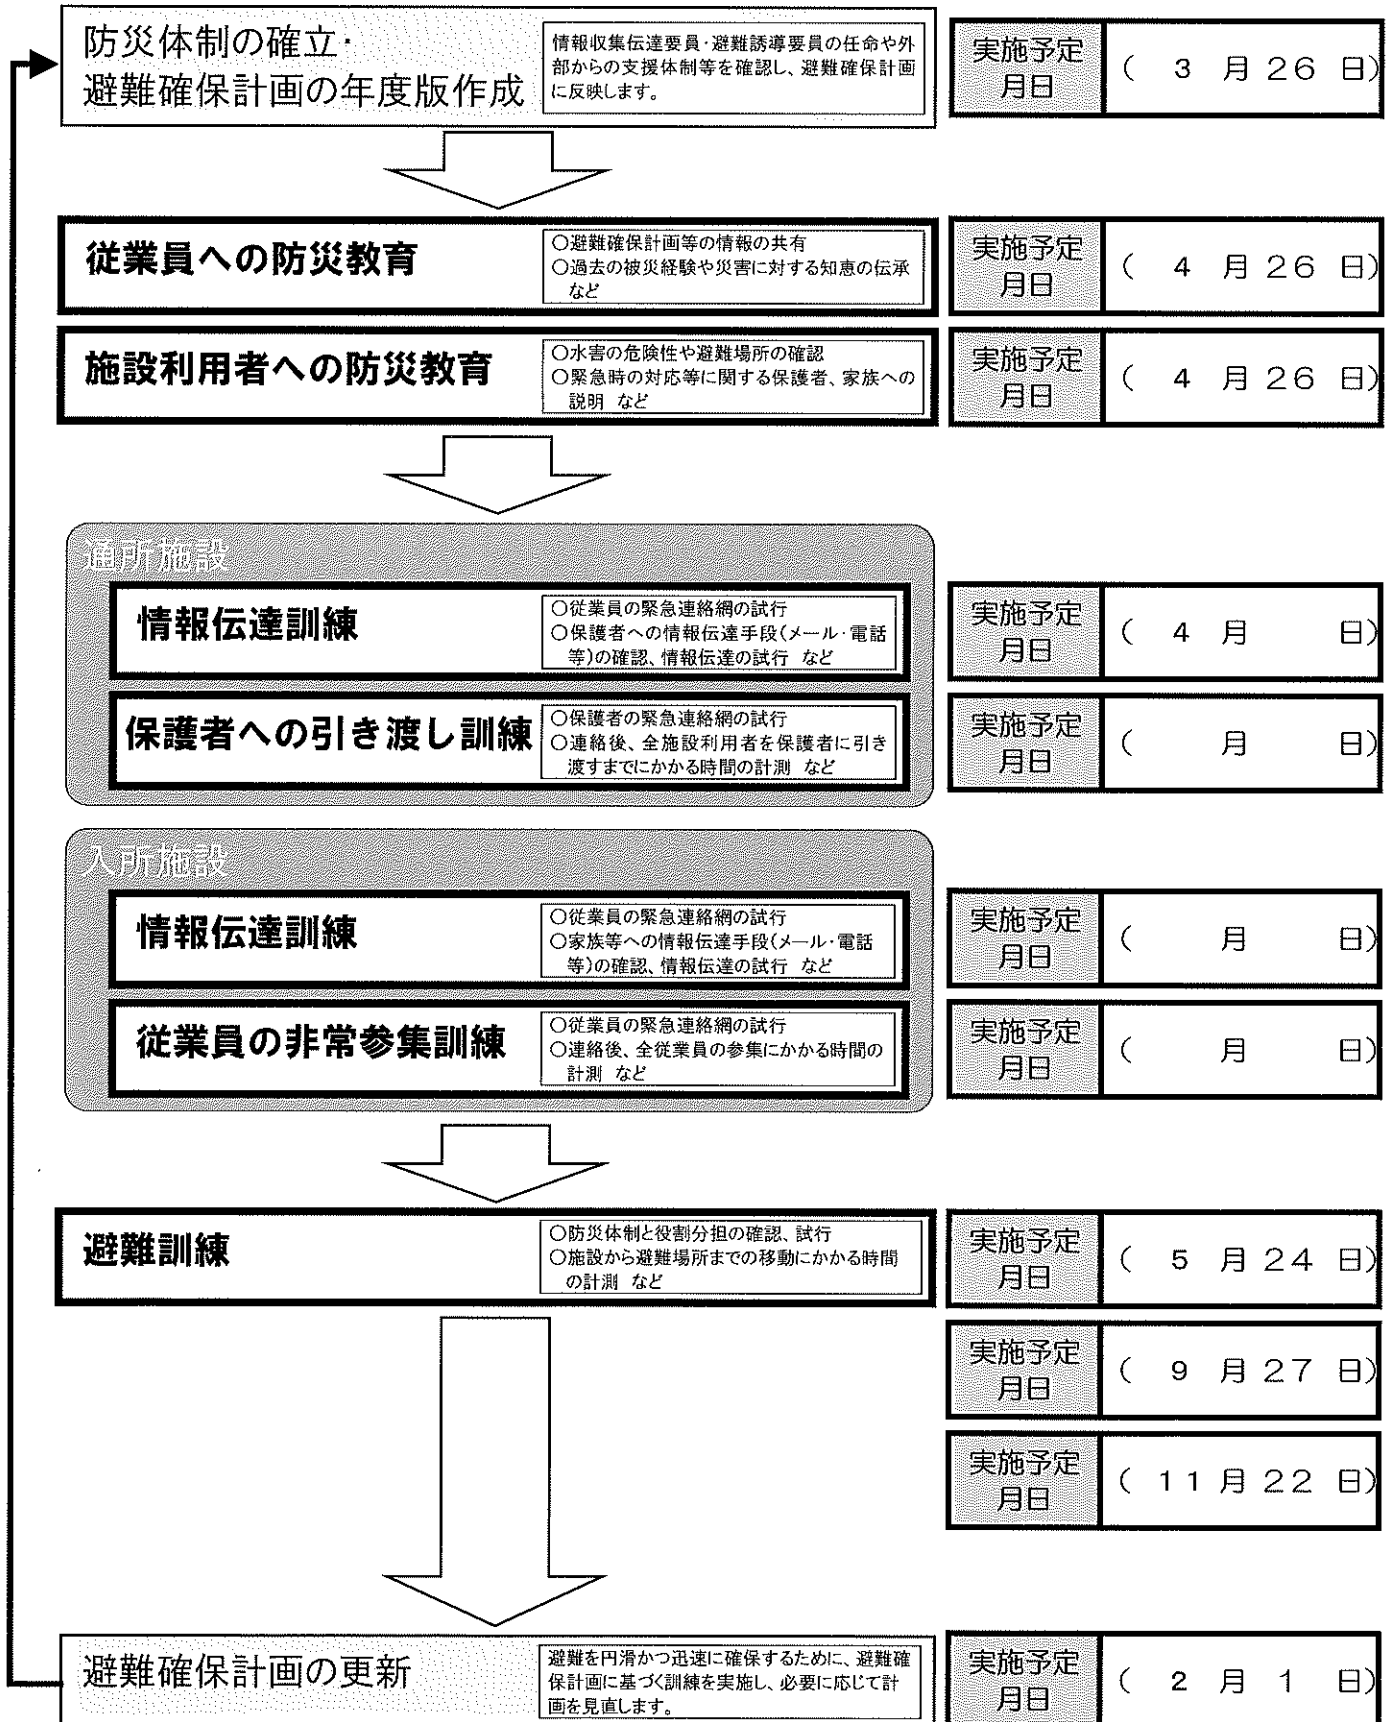 防災体制の確立・
避難確保計画の年度版作成
情報収集伝達要員・避難誘導要員の任命や外
部からの支援体制等を確認し、避難確保計画
に反映します。
実施予定
月日
( 3 月 26 日)
従業員への防災教育
○避難確保計画等の情報の共有
○過去の被災経験や災害に対する知恵の伝承
など
実施予定
月日
( 4 月 26 日)
施設利用者への防災教育
○水害の危険性や避難場所の確認
○緊急時の対応等に関する保護者、家族への
説明 など
実施予定
月日
( 4 月 26 日)
通所施設
情報伝達訓練
○従業員の緊急連絡網の試行
○保護者への情報伝達手段(メール・電話
等)の確認、情報伝達の試行 など
実施予定
月日
( 4 月 日)
保護者への引き渡し訓練
○保護者の緊急連絡網の試行
○連絡後、全施設利用者を保護者に引き
渡すまでにかかる時間の計測 など
実施予定
月日
( 月 日)
入所施設
情報伝達訓練
○従業員の緊急連絡網の試行
○家族等への情報伝達手段(メール・電話
等)の確認、情報伝達の試行 など
実施予定
月日
( 月 日)
従業員の非常参集訓練
○従業員の緊急連絡網の試行
○連絡後、全従業員の参集にかかる時間の
計測 など
実施予定
月日
( 月 日)
避難訓練
○防災体制と役割分担の確認、試行
○施設から避難場所までの移動にかかる時間
の計測 など
実施予定
月日
( 5 月 24 日)
実施予定
月日
( 9 月 27 日)
実施予定
月日
( 11 月 22 日)
避難確保計画の更新
避難を円滑かつ迅速に確保するために、避難確
保計画に基づく訓練を実施し、必要に応じて計
画を見直します。
実施予定
月日
( 2 月 1 日)